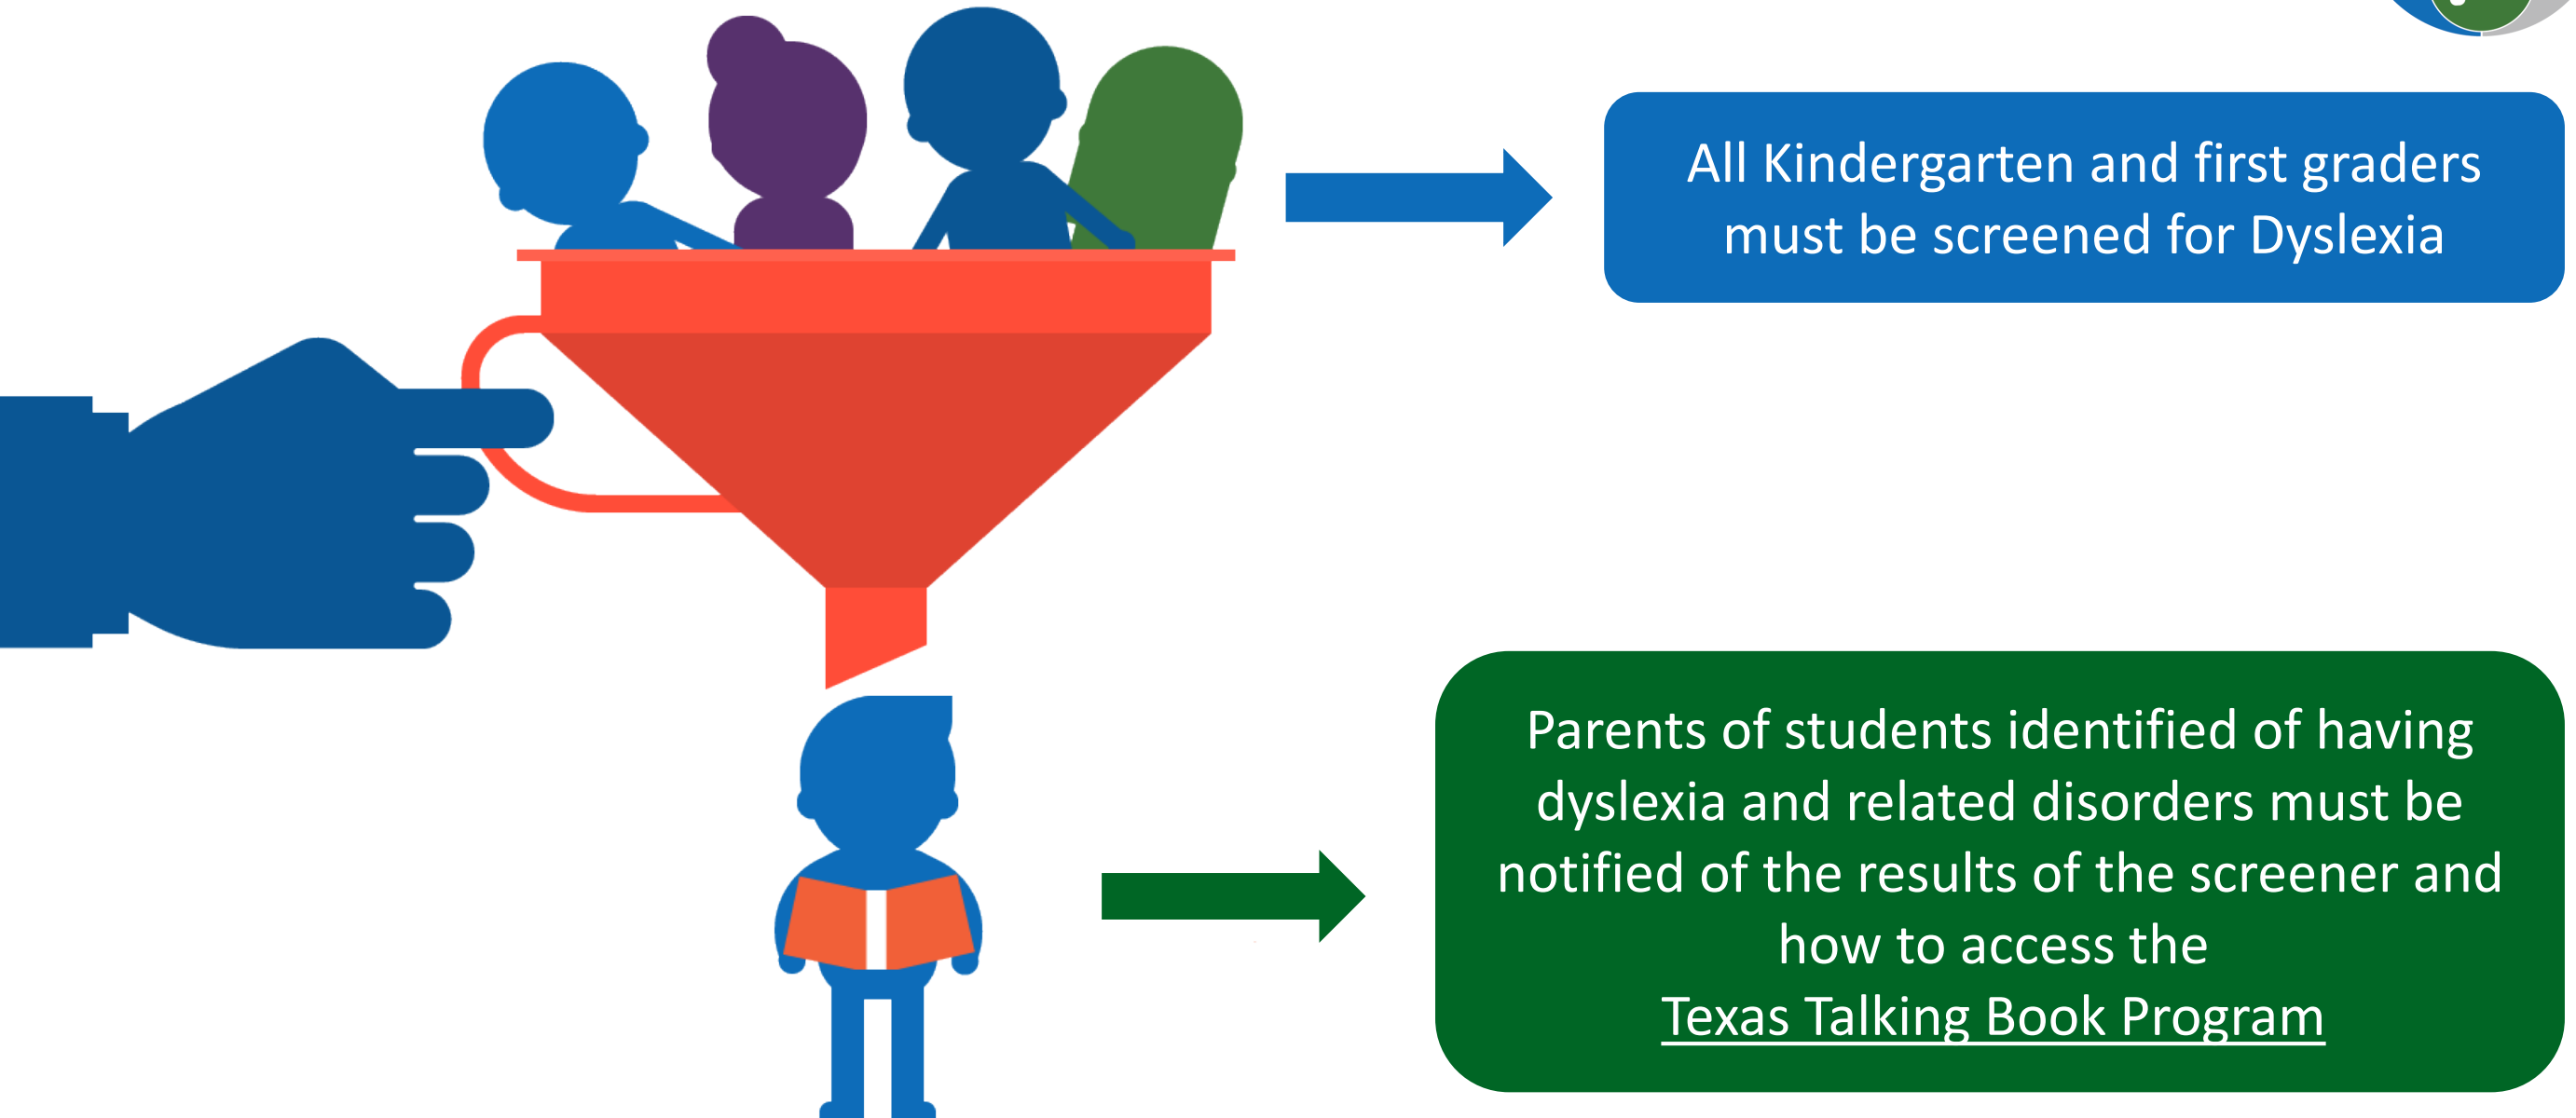 All Kindergarten and first graders
must be screened for Dyslexia
Parents of students identified of having
dyslexia and related disorders must be
notified of the results of the screener and
how to access the
Texas Talking Book Program